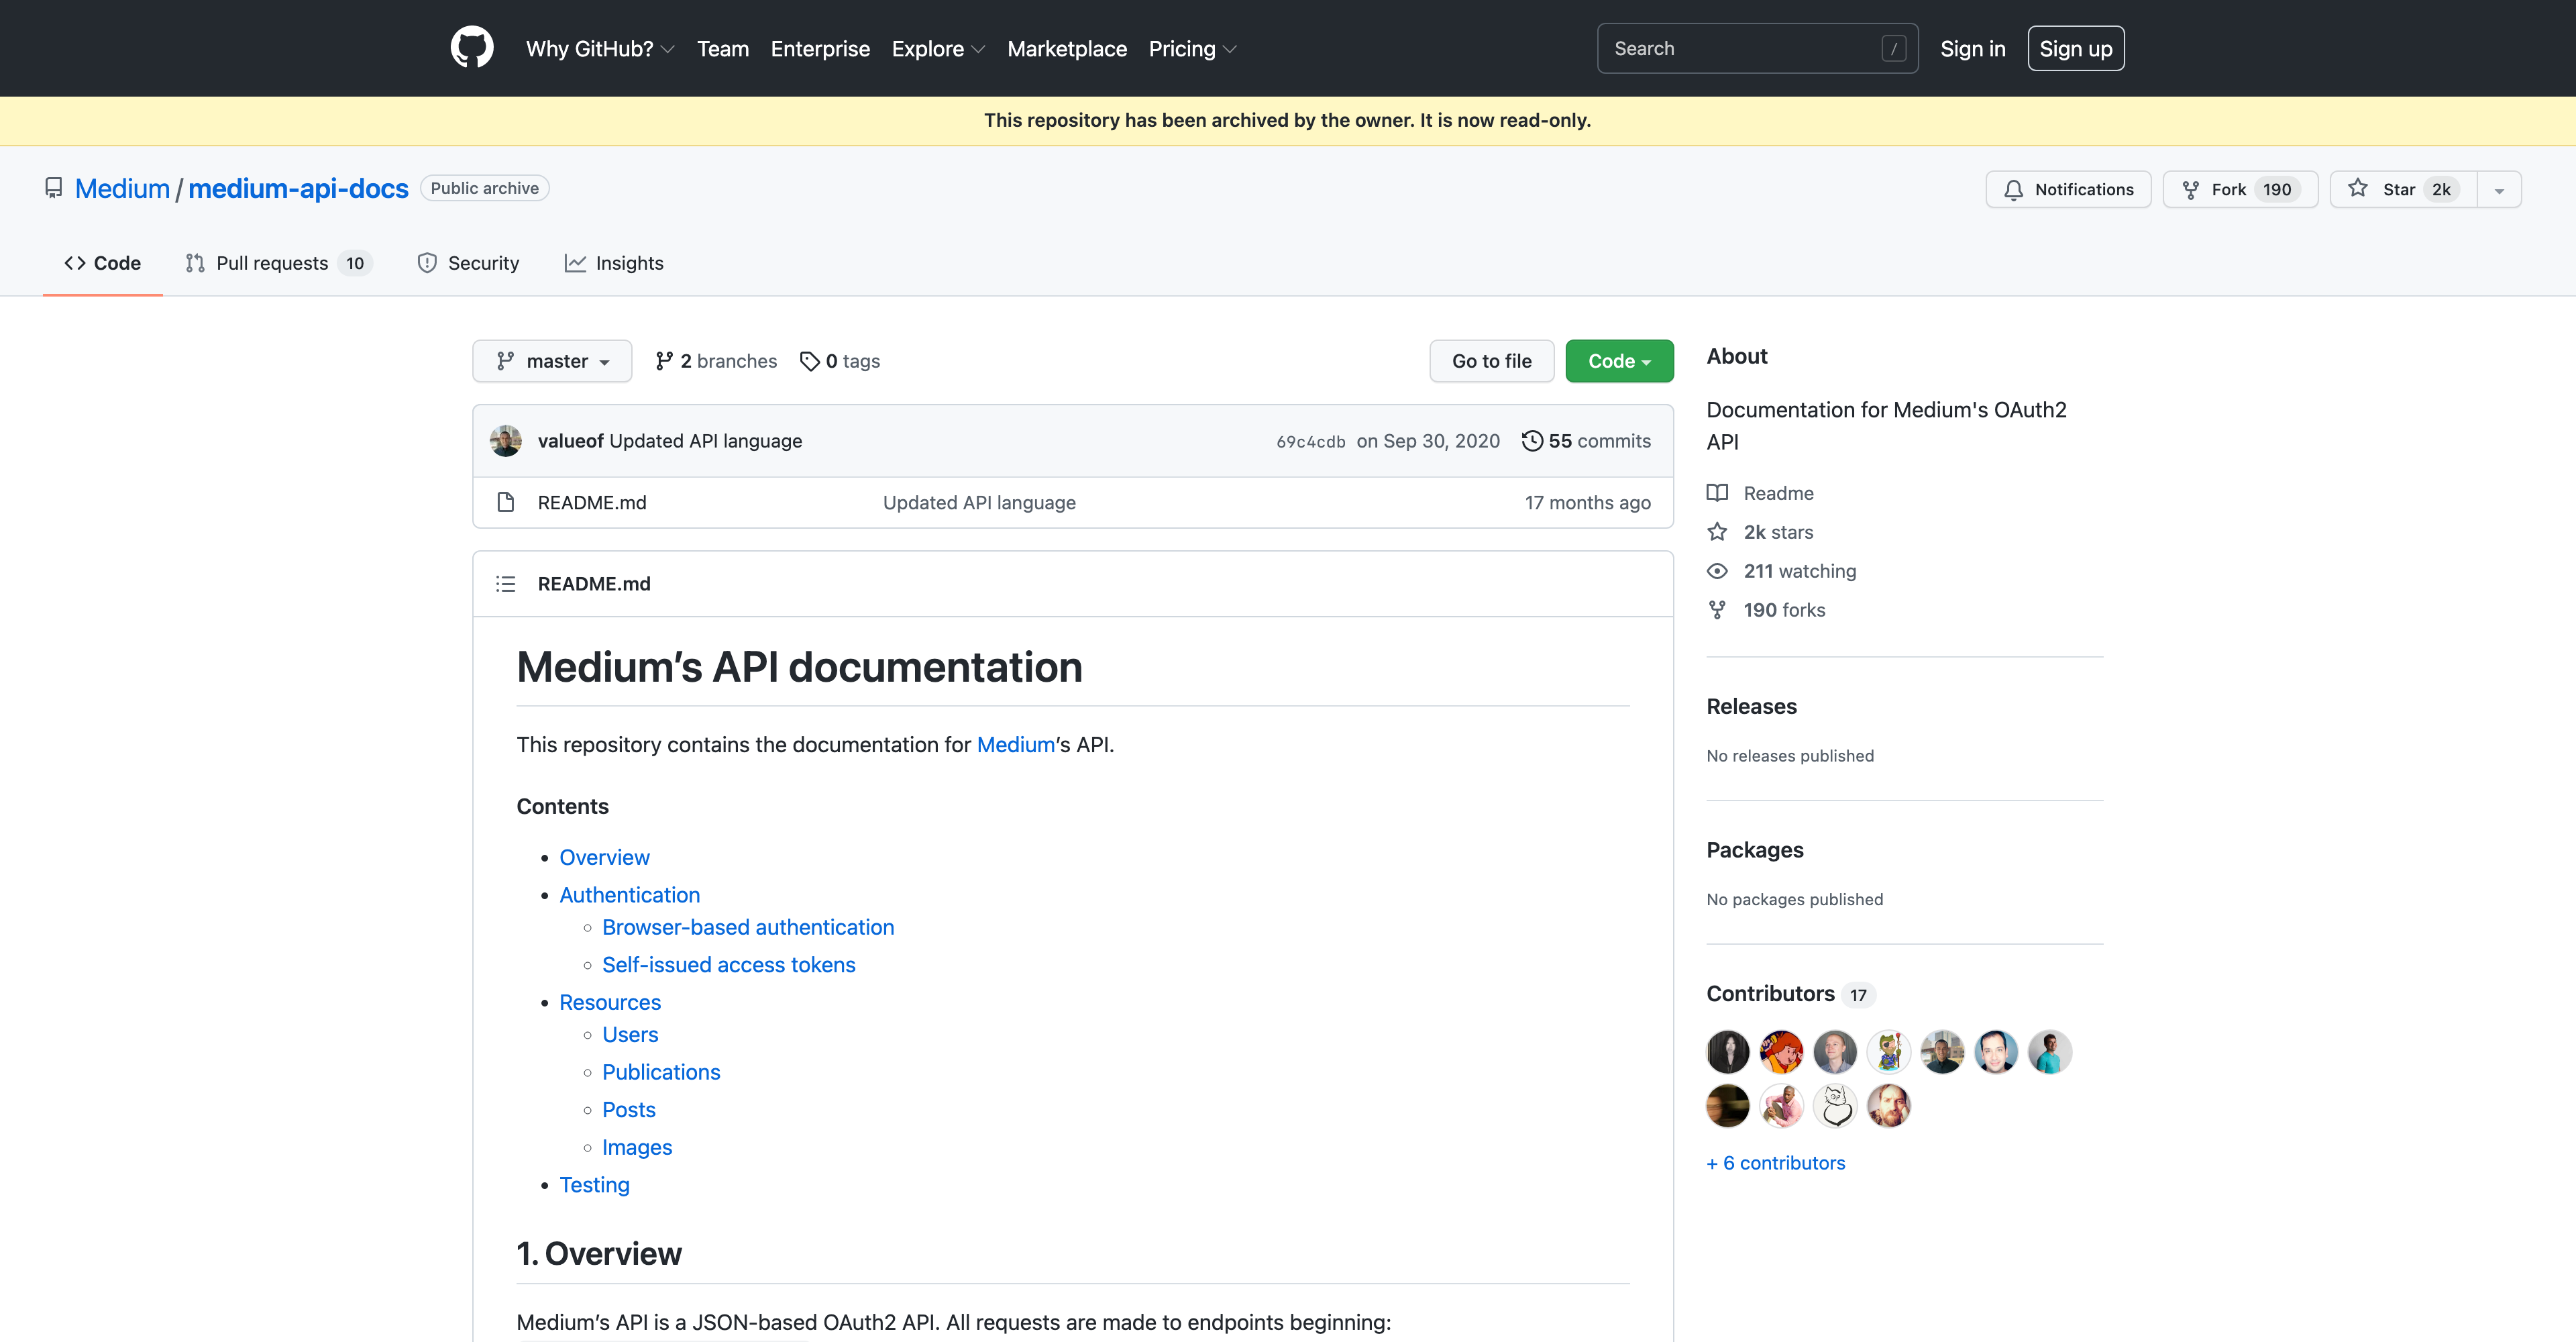 Why GitHub? Team Enterprise Explore Marketplace Pricing Search / Sign in Sign up
This repository has been archived by the owner. It is now read-only.
Medium / medium-api-docs Public archive Notifications Fork 190 Star 2k
Code Pull requests 10 Security Insights
master 2 branches 0 tags Go to file Code
valueof Updated API language 69c4cdb on Sep 30, 2020 55 commits
README.md Updated API language 17 months ago
README.md
Medium’s API documentation
This repository contains the documentation for Medium’s API.
Contents
• Overview
• Authentication
◦ Browser-based authentication
◦ Self-issued access tokens
• Resources
◦ Users
◦ Publications
◦ Posts
◦ Images
• Testing
1. Overview
Medium’s API is a JSON-based OAuth2 API. All requests are made to endpoints beginning:
About
Documentation for Medium's OAuth2
API
Readme
2k stars
211 watching
190 forks
Releases
No releases published
Packages
No packages published
Contributors 17
+ 6 contributors